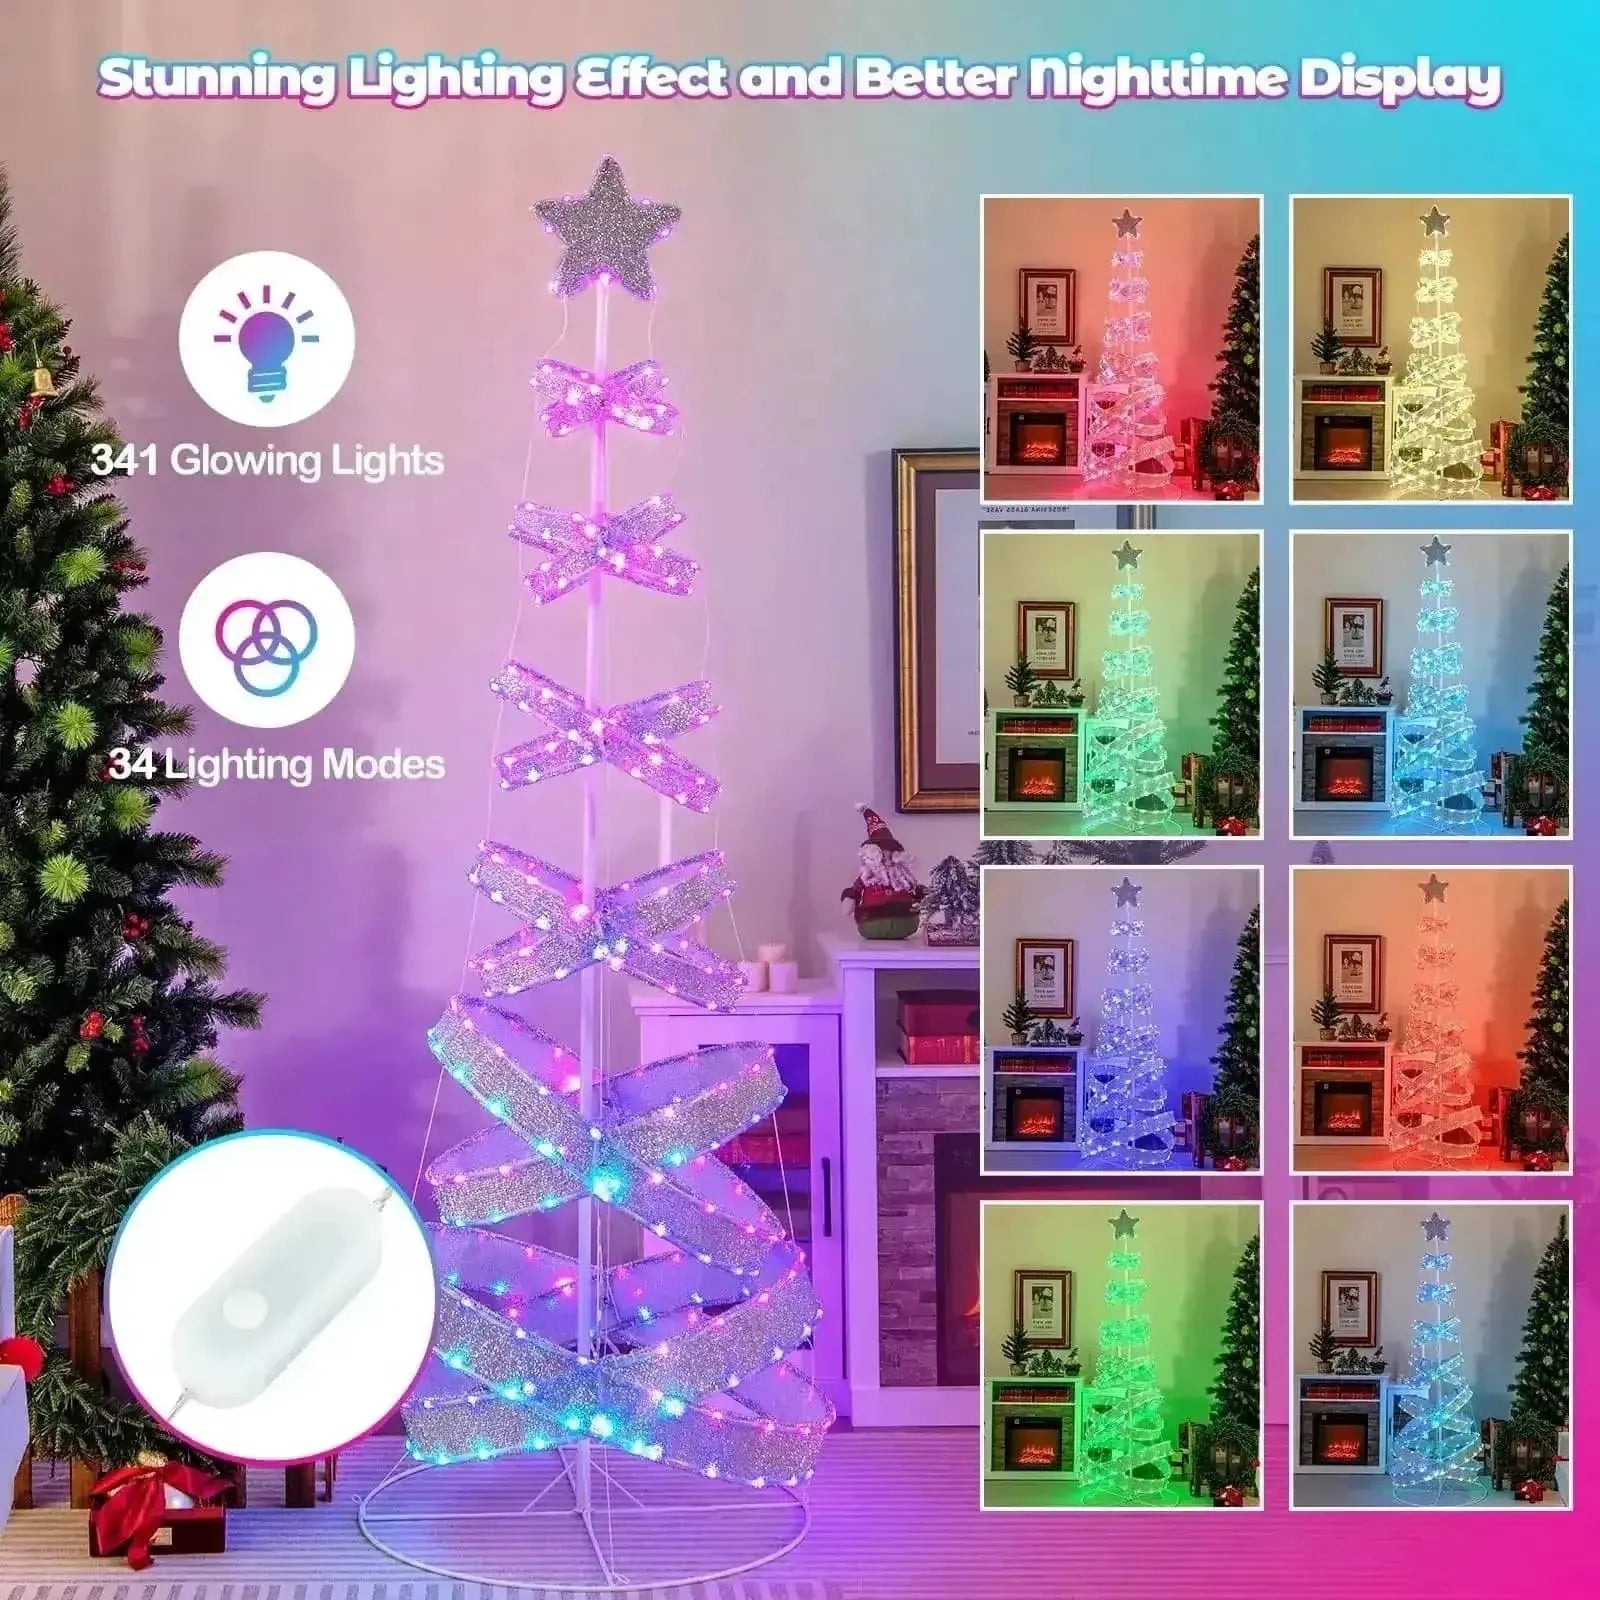 Stunning Lighting Effect and Better Nighttime Display
341 Glowing Lights
34 Lighting Modes